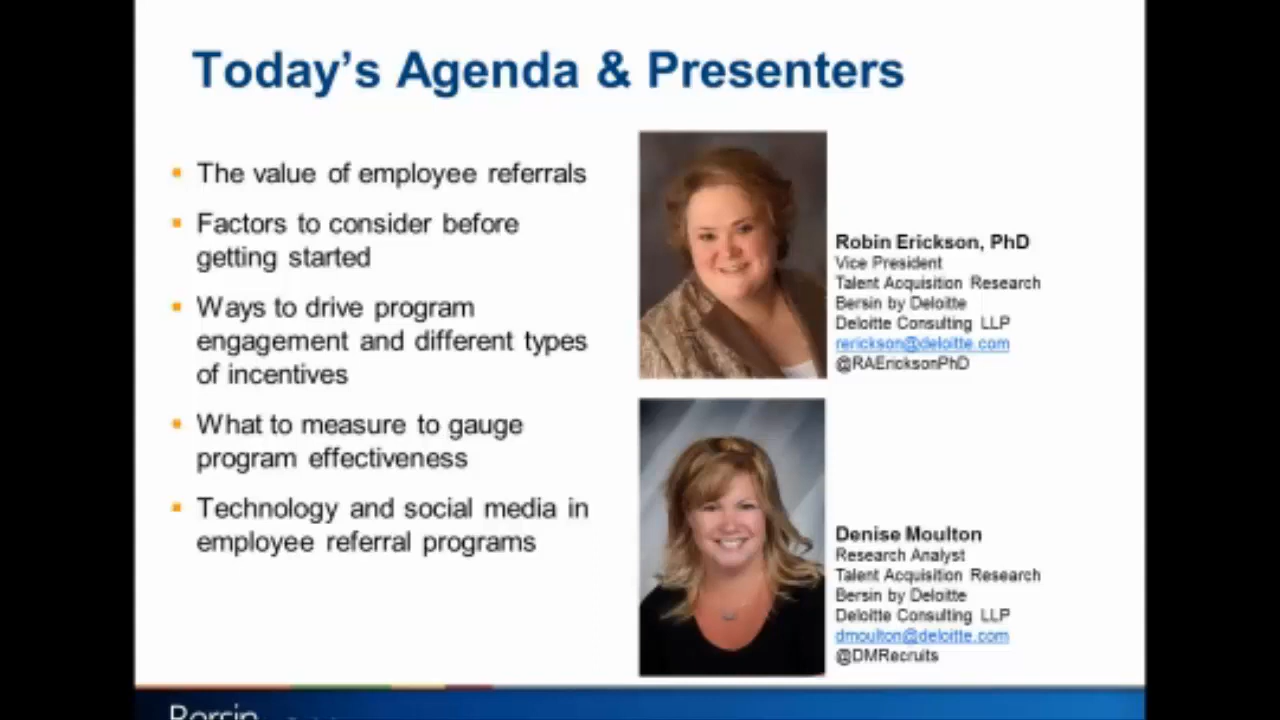 Today's Agenda & Presenters
The value of employee referrals
Factors to consider before
getting started
Ways to drive program
engagement and different types
of incentives
What to measure to gauge
program effectiveness
Technology and social media in
employee referral programs
Robin Erickson, PhD
Vice President
Talent Acquisition Research
Bersin by Deloitte
Deloitte Consulting LLP
rerickson@deloitte.com
@RAEricksonPhD
Denise Moulton
Research Analyst
Talent Acquisition Research
Bersin by Deloitte
Deloitte Consulting LLP
dmoulton@deloitte.com
@DMRecruits
Bersin